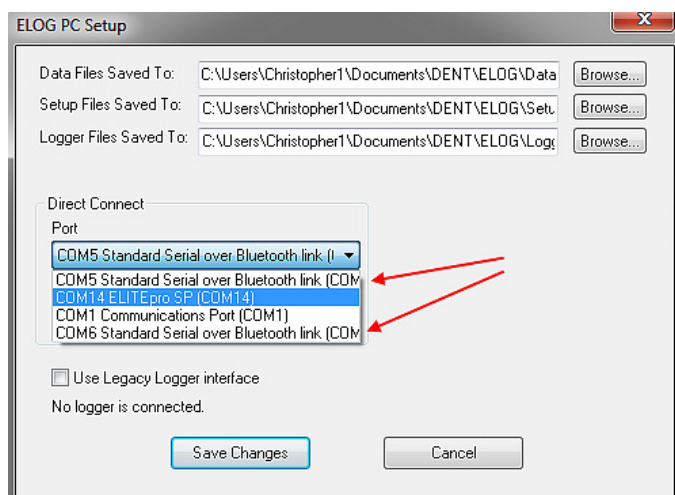 ELOG PC Setup
Data Files Saved To: C:\Users\Christopher1\Documents\DENT\ELOG\Data Browse...
Setup Files Saved To: C:\Users\Christopher1\Documents\DENT\ELOG\Setu Browse...
Logger Files Saved To: C:\Users\Christopher1\Documents\DENT\ELOG\Logg Browse...
Direct Connect
Port
COM5 Standard Serial over Bluetooth link (
COM5 Standard Serial over Bluetooth link (COM
COM14 ELITEpro SP (COM14)
COM1 Communications Port (COM1)
COM6 Standard Serial over Bluetooth link (COM
Use Legacy Logger interface
No logger is connected.
Save Changes Cancel